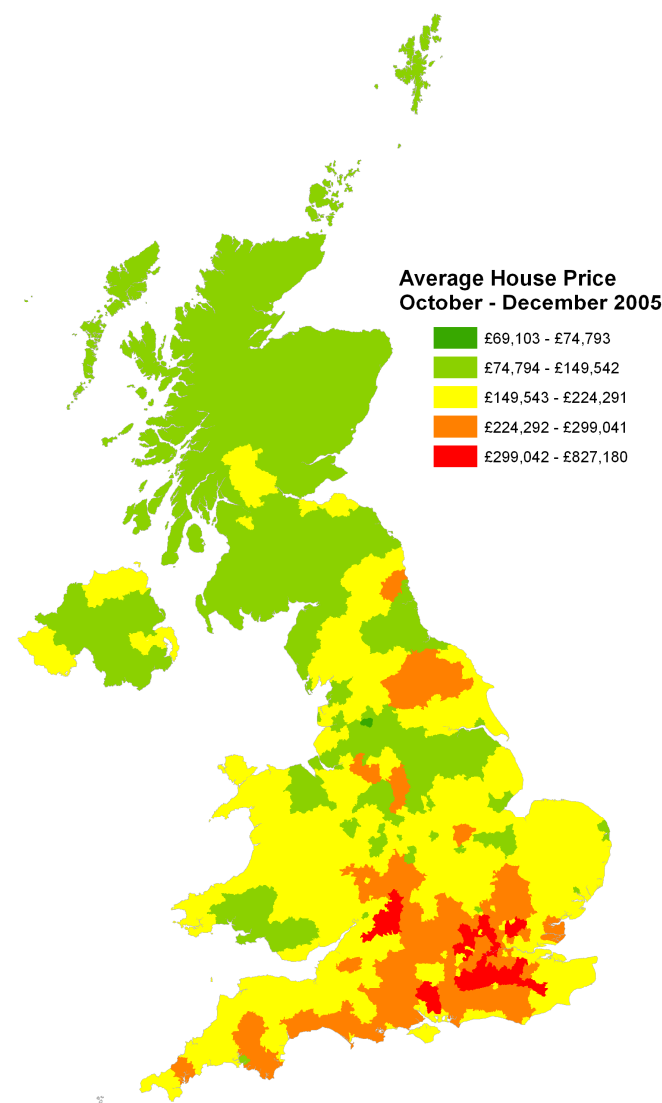 Average House Price
October - December 2005
£69,103 - £74,793
£74,794 - £149,542
£149,543 - £224,291
£224,292 - £299,041
£299,042 - £827,180